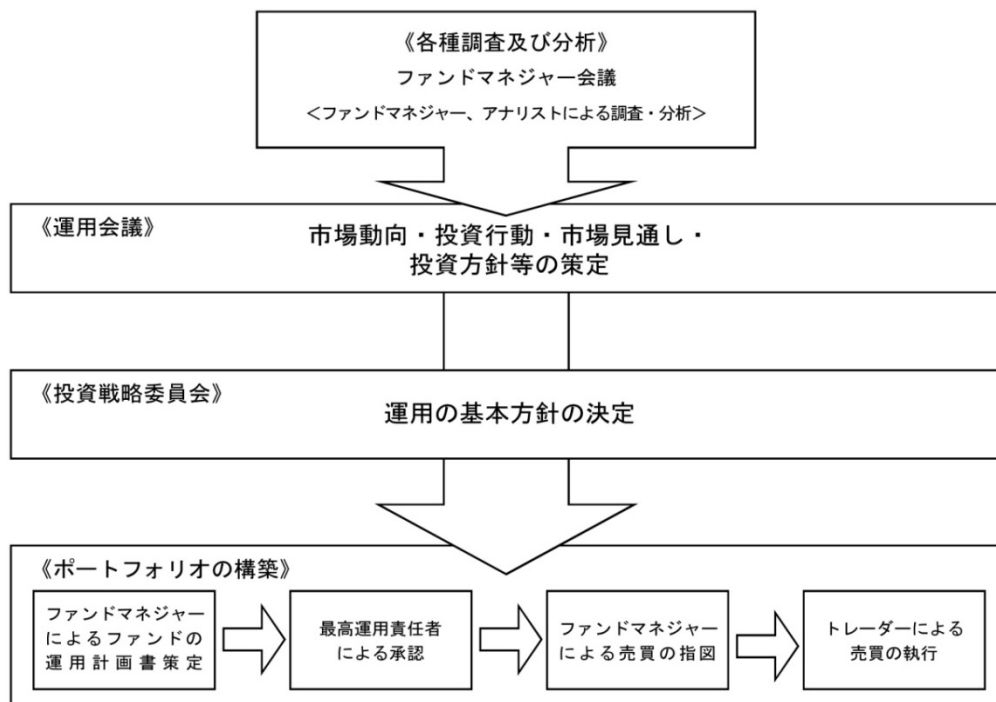 《各種調査及び分析》
ファンドマネジャー会議
＜ファンドマネジャー、アナリストによる調査・分析＞
《運用会議》
市場動向・投資行動・市場見通し・
投資方針等の策定
《投資戦略委員会》
運用の基本方針の決定
《ポートフォリオの構築》
ファンドマネジャー
によるファンドの
運用計画書策定
最高運用責任者
による承認
ファンドマネジャー
による売買の指図
トレーダーによる
売買の執行